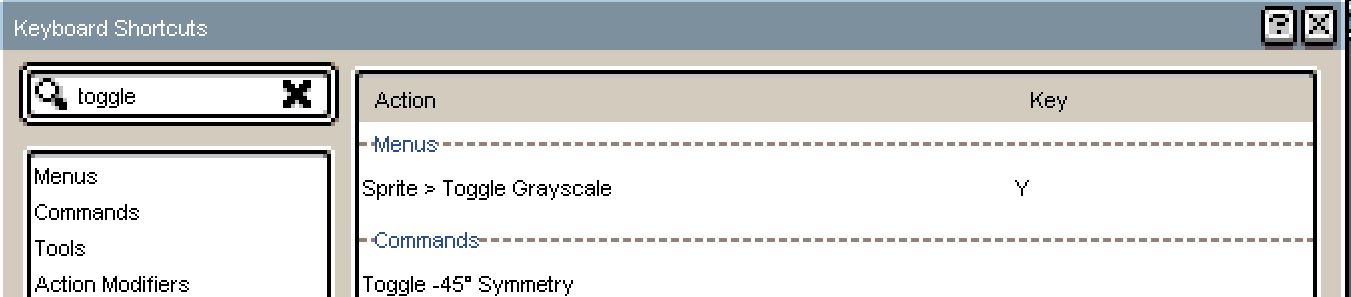 Keyboard Shortcuts
toggle
Action Key
Menus
Sprite > Toggle Grayscale Y
Commands
Toggle -45° Symmetry
Menus
Commands
Tools
Action Modifiers